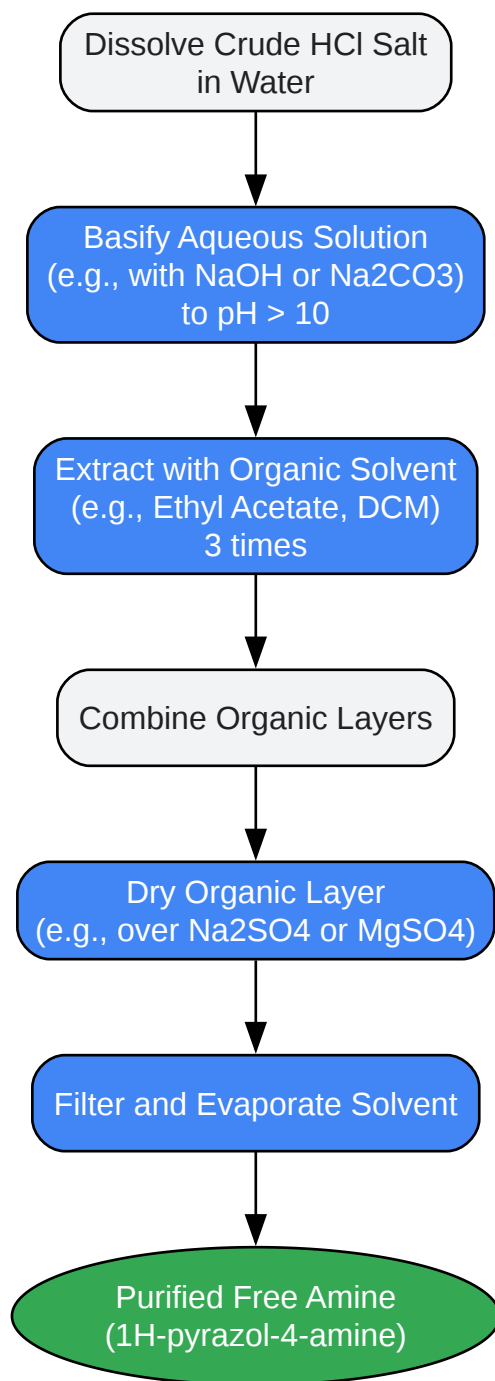 Dissolve Crude HCl Salt
in Water
Basify Aqueous Solution
(e.g., with NaOH or Na2CO3)
to pH > 10
Extract with Organic Solvent
(e.g., Ethyl Acetate, DCM)
3 times
Combine Organic Layers
Dry Organic Layer
(e.g., over Na2SO4 or MgSO4)
Filter and Evaporate Solvent
Purified Free Amine
(1H-pyrazol-4-amine)